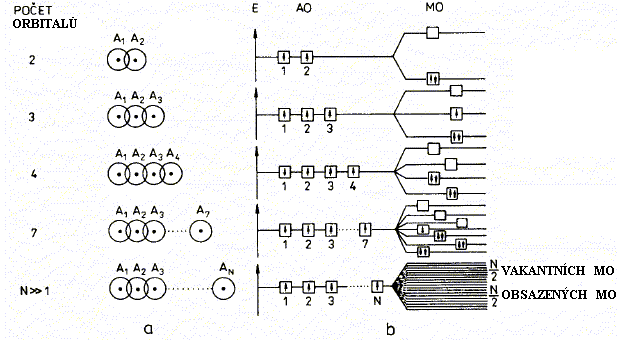 POČET E AO MO
ORBITALŮ
A₁ A₂
2
1 2
A₁ A₂ A₃
3
1 2 3
A₁ A₂ A₃ A₄
4
1 2 3 4
A₁ A₂ A₃ A₇
7
1 2 3 7
A₁ A₂ A₃ A_N
N≫1
1 2 3 N
N/2 VAKANTNÍCH MO
N/2 OBSAZENÝCH MO
a b